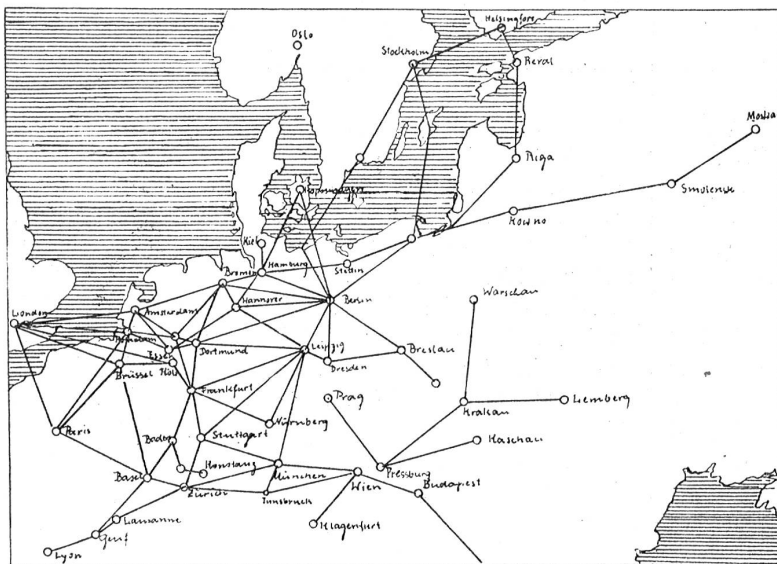 Oslo
Helsingfors
Stockholm
Reval
Moskau
Riga
Smolensk
Kopenhagen
Kowno
Kiel
Hamburg
Stettin
Bremen
Warschau
London
Amsterdam
Hannover
Berlin
Essen
Dortmund
Leipzig
Breslau
Brüssel
Köln
Dresden
Frankfurt
Prag
Krakau
Lemberg
Nürnberg
Paris
Baden
Stuttgart
Kaschau
Konstanz
Pressburg
Basel
Zürich
München
Wien
Budapest
Innsbruck
Lausanne
Klagenfurt
Genf
Lyon